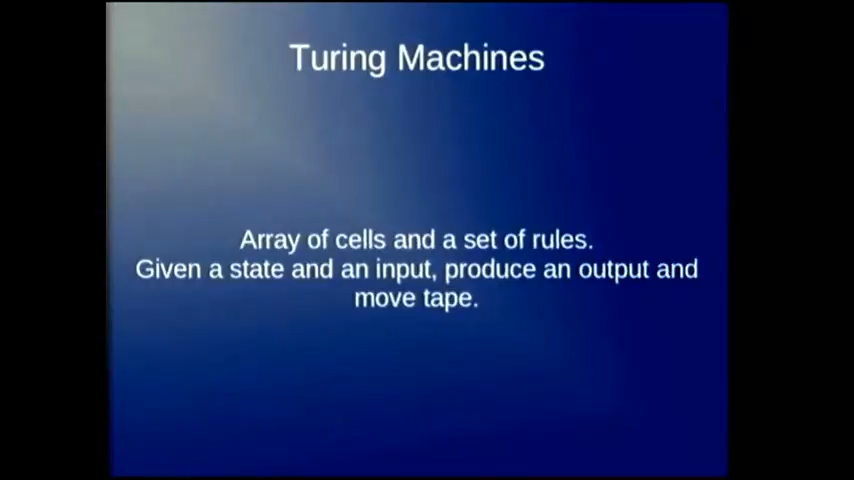 Turing Machines
Array of cells and a set of rules.
Given a state and an input, produce an output and
move tape.